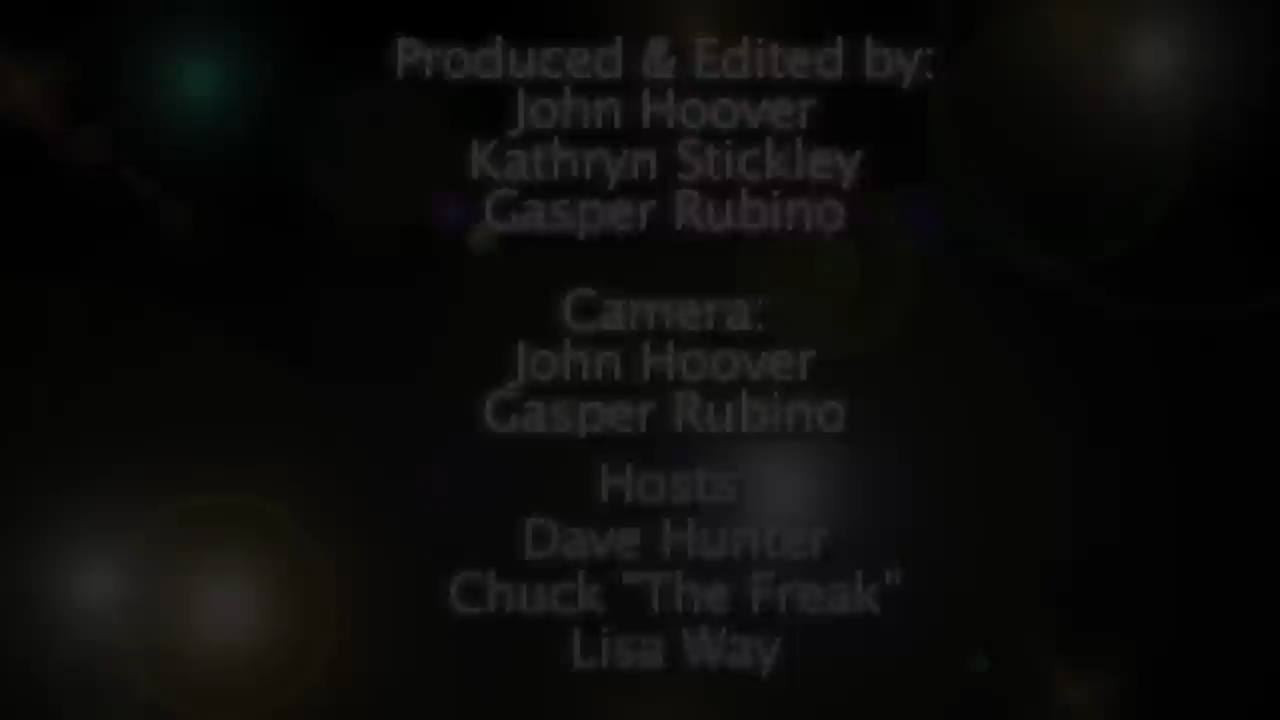 Produced & Edited by:
John Hoover
Kathryn Stickley
Gasper Rubino
Camera:
John Hoover
Gasper Rubino
Hosts
Dave Hunter
Chuck "The Freak"
Lisa Way